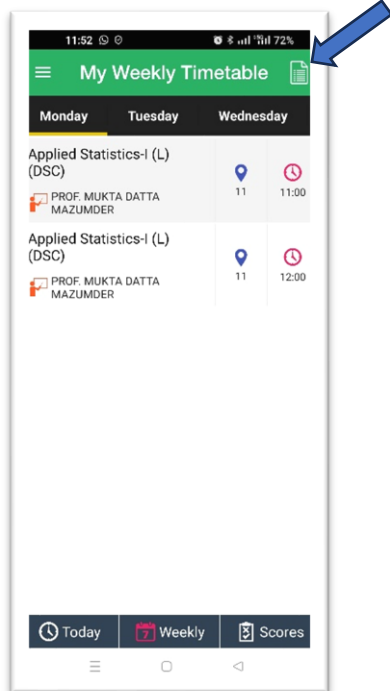 11:52 72%
My Weekly Timetable
Monday Tuesday Wednesday
Applied Statistics-I (L)
(DSC)
PROF. MUKTA DATTA
MAZUMDER
11 11:00
Applied Statistics-I (L)
(DSC)
PROF. MUKTA DATTA
MAZUMDER
11 12:00
Today 7 Weekly Scores